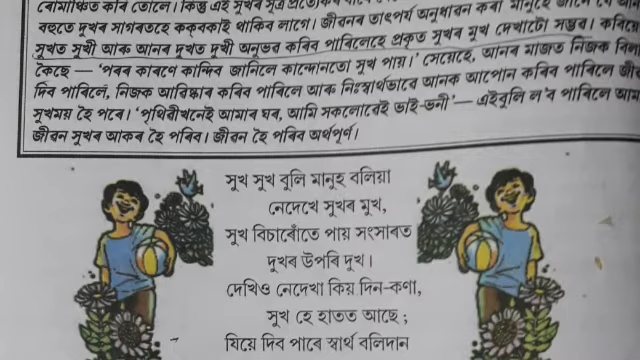 ৰোমাঞ্চিত কৰি তোলে। কিন্তু এই সুখৰ সূত্ৰ
বহুতে দুখৰ সাগৰতহে ককবকাই থাকিব লাগে। জীৱনৰ তাৎপৰ্য অনুধাৱন কৰা মানুহে
সুখত সুখী আৰু আনৰ দুখত দুখী অনুভৱ কৰিব পাৰিলেহে প্ৰকৃত সুখৰ মুখ দেখাটো সম্ভৱ।
কৈছে — ‘পৰৰ কাৰণে কান্দিব জানিলে কান্দোনতো সুখ পায়।’ সেয়েহে, আনৰ মাজত নিজক
দিব পাৰিলে, নিজক আৱিষ্কাৰ কৰিব পাৰিলে আৰু নিঃস্বাৰ্থভাৱে আনক আপোন কৰিব পাৰিলে
সুখময় হৈ পৰে। ‘পৃথিৱীখনেই আমাৰ ঘৰ, আমি সকলোৱেই ভাই-ভনী’ — এইবুলি ল'ব পাৰিলে
জীৱন সুখৰ আকৰ হৈ পৰিব। জীৱন হৈ পৰিব অৰ্থপূৰ্ণ।
সুখ সুখ বুলি মানুহ বলিয়া
নেদেখে সুখৰ মুখ,
সুখ বিচাৰোঁতে পায় সংসাৰত
দুখৰ উপৰি দুখ।
দেখিও নেদেখা কিয় দিন-কণা,
সুখ হে হাতত আছে ;
যিয়ে দিব পাৰে স্বাৰ্থ বলিদান